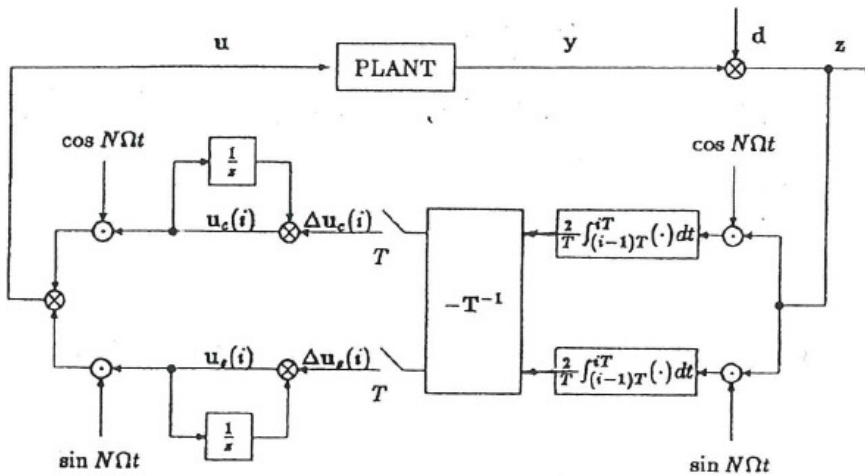 u
PLANT
y
d
z
cos NΩt
1/z
cos NΩt
u_c(i)
Δu_c(i)
T
2/T ∫_{(i-1)T}^{iT} (·)dt
-T⁻¹
u_s(i)
Δu_s(i)
T
2/T ∫_{(i-1)T}^{iT} (·)dt
1/z
sin NΩt
sin NΩt